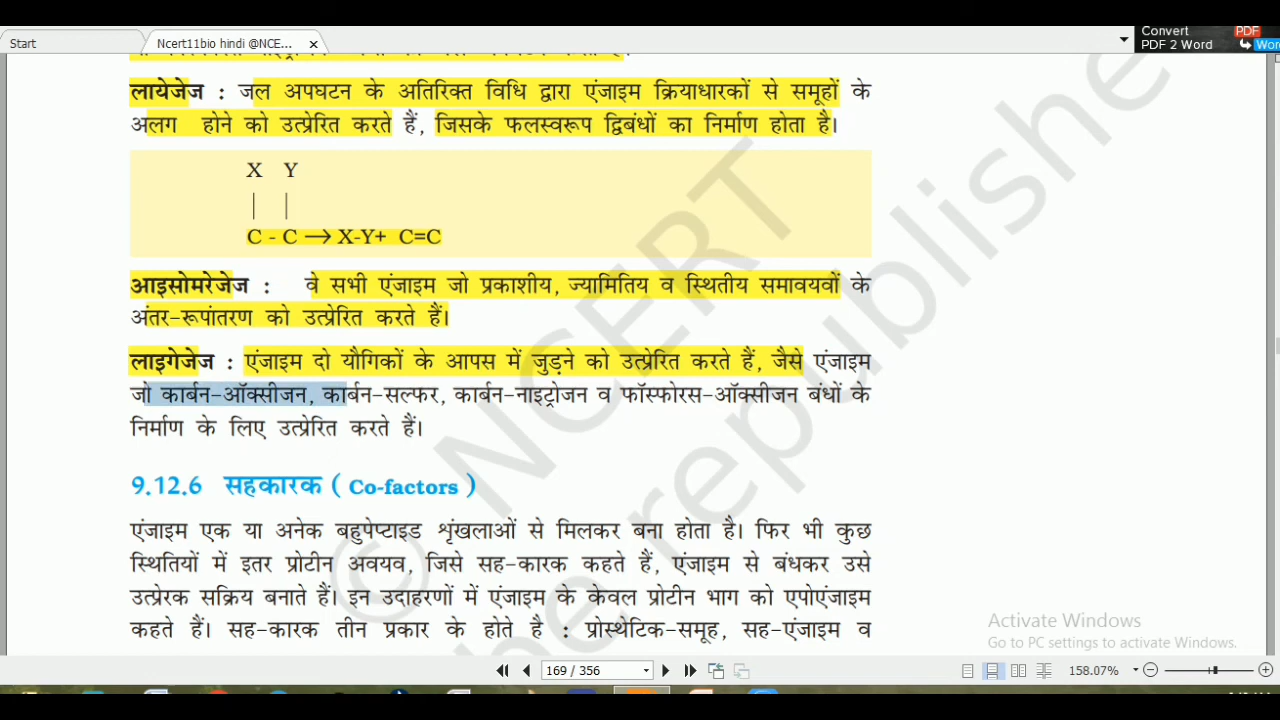 Start
Ncert11bio hindi @NCE... ×
Convert
PDF 2 Word
PDF
Wor
लायेजेज : जल अपघटन के अतिरिक्त विधि द्वारा एंजाइम क्रियाधारकों से समूहों के
अलग होने को उत्प्रेरित करते हैं, जिसके फलस्वरूप द्विबंधों का निर्माण होता है।
X Y
| |
C - C → X-Y+ C=C
आइसोमरेजेज : वे सभी एंजाइम जो प्रकाशीय, ज्यामितिय व स्थितीय समावयवों के
अंतर-रूपांतरण को उत्प्रेरित करते हैं।
लाइगेजेज : एंजाइम दो यौगिकों के आपस में जुड़ने को उत्प्रेरित करते हैं, जैसे एंजाइम
जो कार्बन-ऑक्सीजन, कार्बन-सल्फर, कार्बन-नाइट्रोजन व फॉस्फोरस-ऑक्सीजन बंधों के
निर्माण के लिए उत्प्रेरित करते हैं।
9.12.6 सहकारक ( Co-factors )
एंजाइम एक या अनेक बहुपेप्टाइड शृंखलाओं से मिलकर बना होता है। फिर भी कुछ
स्थितियों में इतर प्रोटीन अवयव, जिसे सह-कारक कहते हैं, एंजाइम से बंधकर उसे
उत्प्रेरक सक्रिय बनाते हैं। इन उदाहरणों में एंजाइम के केवल प्रोटीन भाग को एपोएंजाइम
कहते हैं। सह-कारक तीन प्रकार के होते है : प्रोस्थेटिक-समूह, सह-एंजाइम व
© NCERT
be republishe
Activate Windows
Go to PC settings to activate Windows.
169 / 356
158.07%